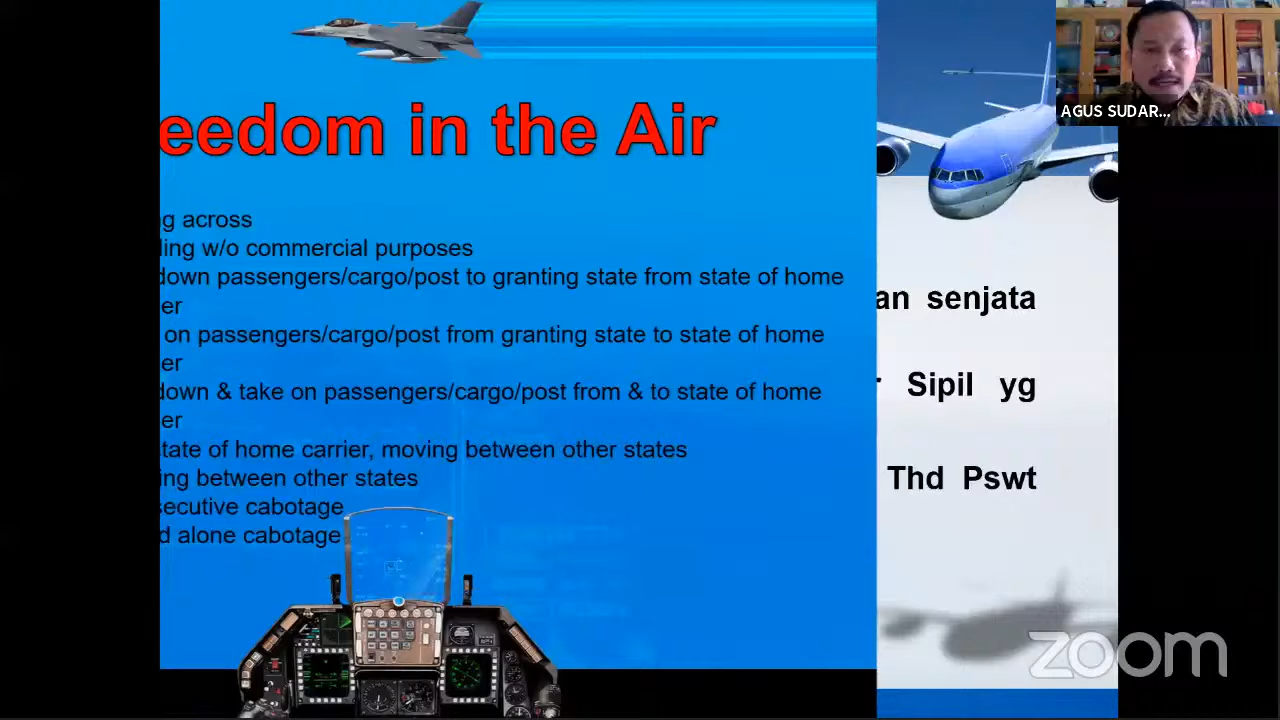 eedom in the Air
g across
ing w/o commercial purposes
down passengers/cargo/post to granting state from state of home
er
on passengers/cargo/post from granting state to state of home
er
down & take on passengers/cargo/post from & to state of home
er
state of home carrier, moving between other states
ing between other states
secutive cabotage
d alone cabotage
an senjata
r Sipil yg
Thd Pswt
AGUS SUDAR...
zoom